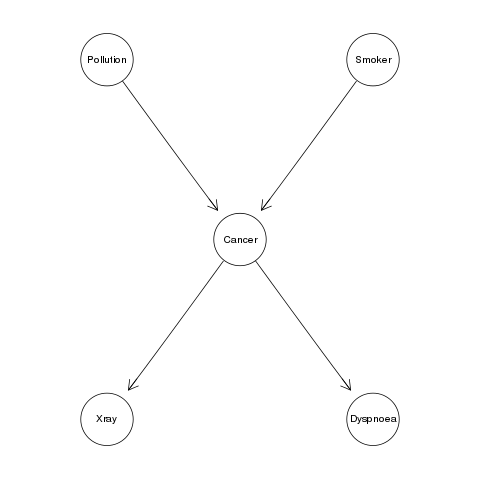 Pollution
Smoker
Cancer
Xray
Dyspnoea